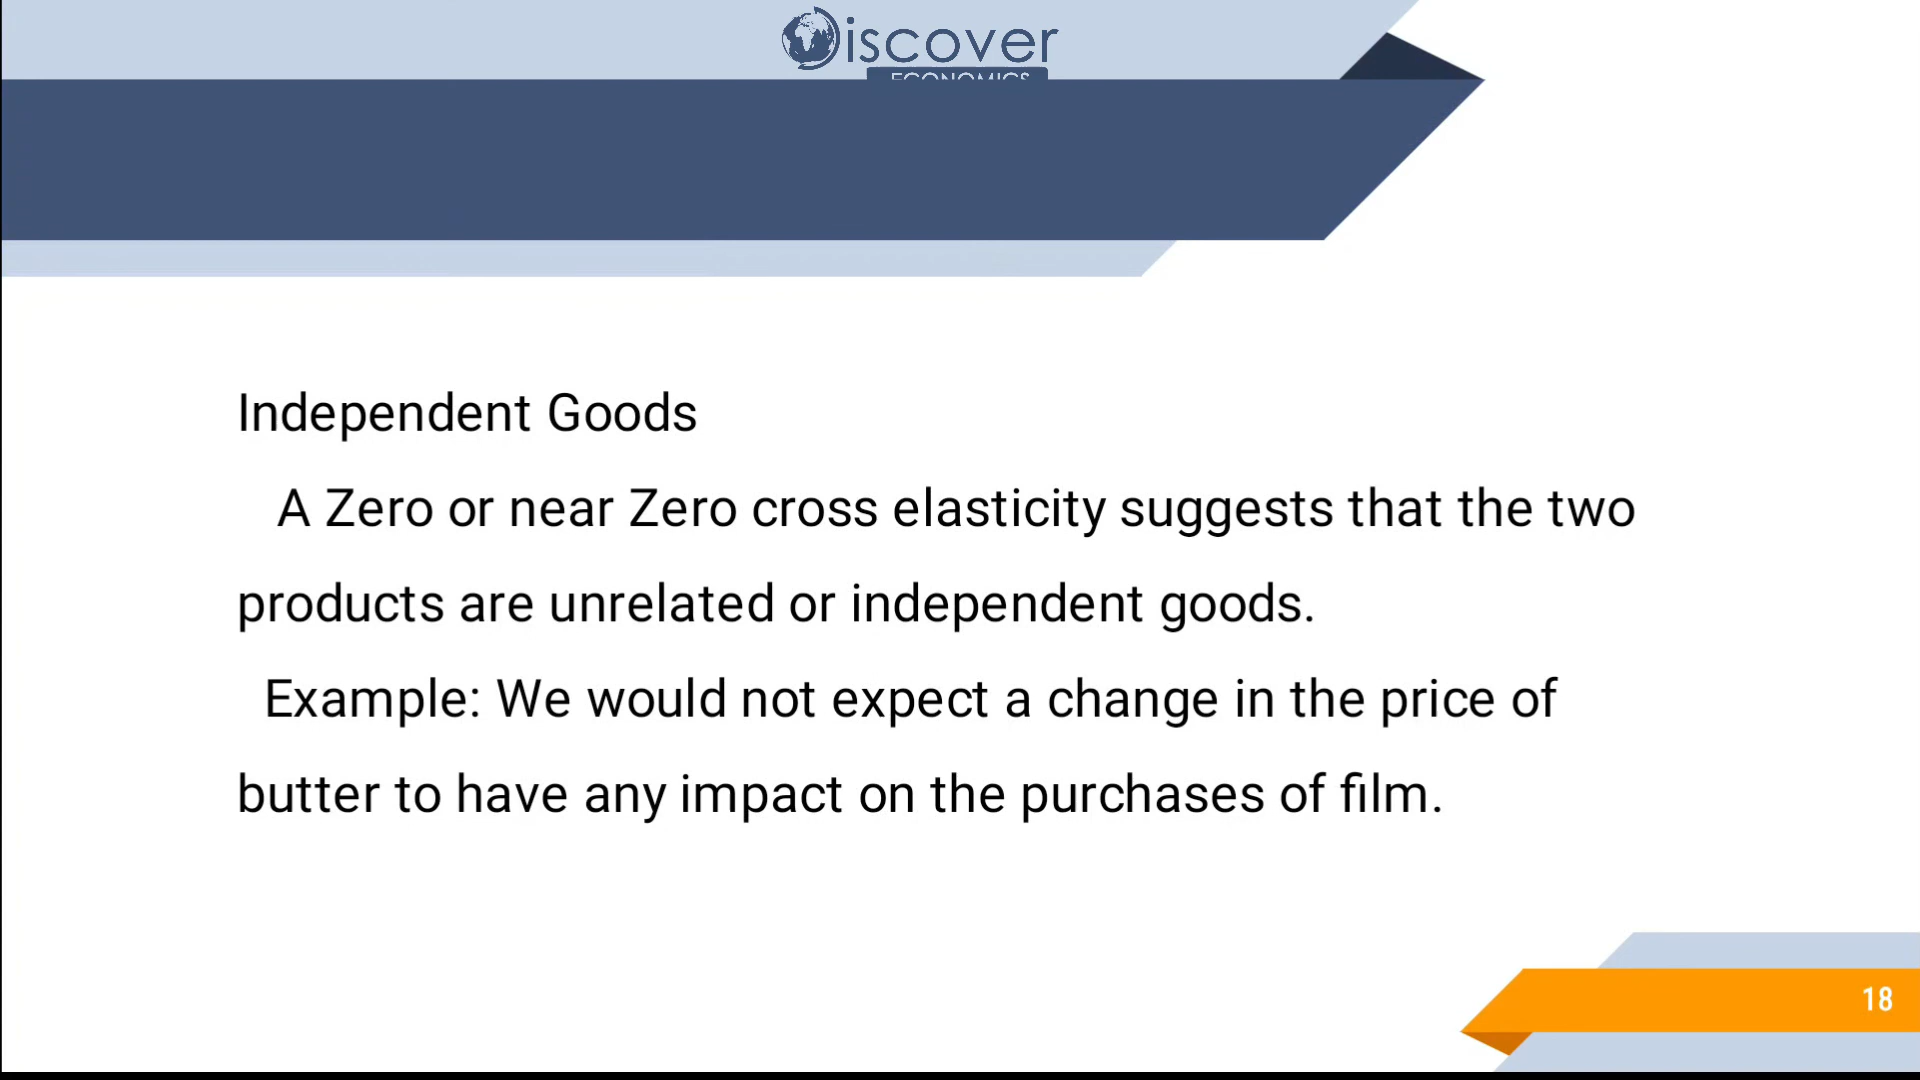 Discover
ECONOMICS
Independent Goods
A Zero or near Zero cross elasticity suggests that the two
products are unrelated or independent goods.
Example: We would not expect a change in the price of
butter to have any impact on the purchases of film.
18